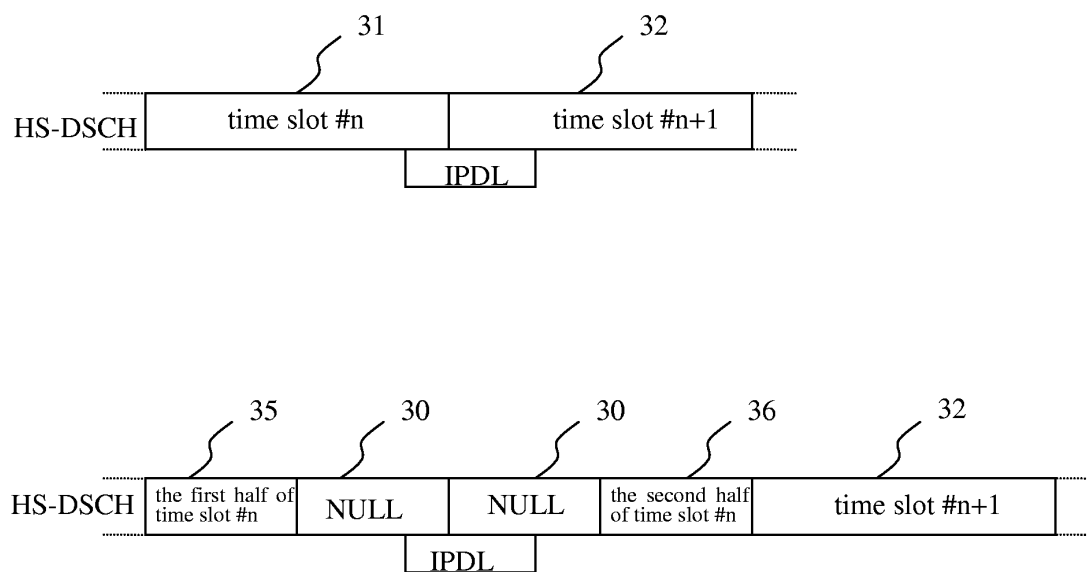 31 32
HS-DSCH time slot #n time slot #n+1
IPDL
35 30 30 36 32
HS-DSCH the first half of time slot #n NULL NULL the second half of time slot #n time slot #n+1
IPDL